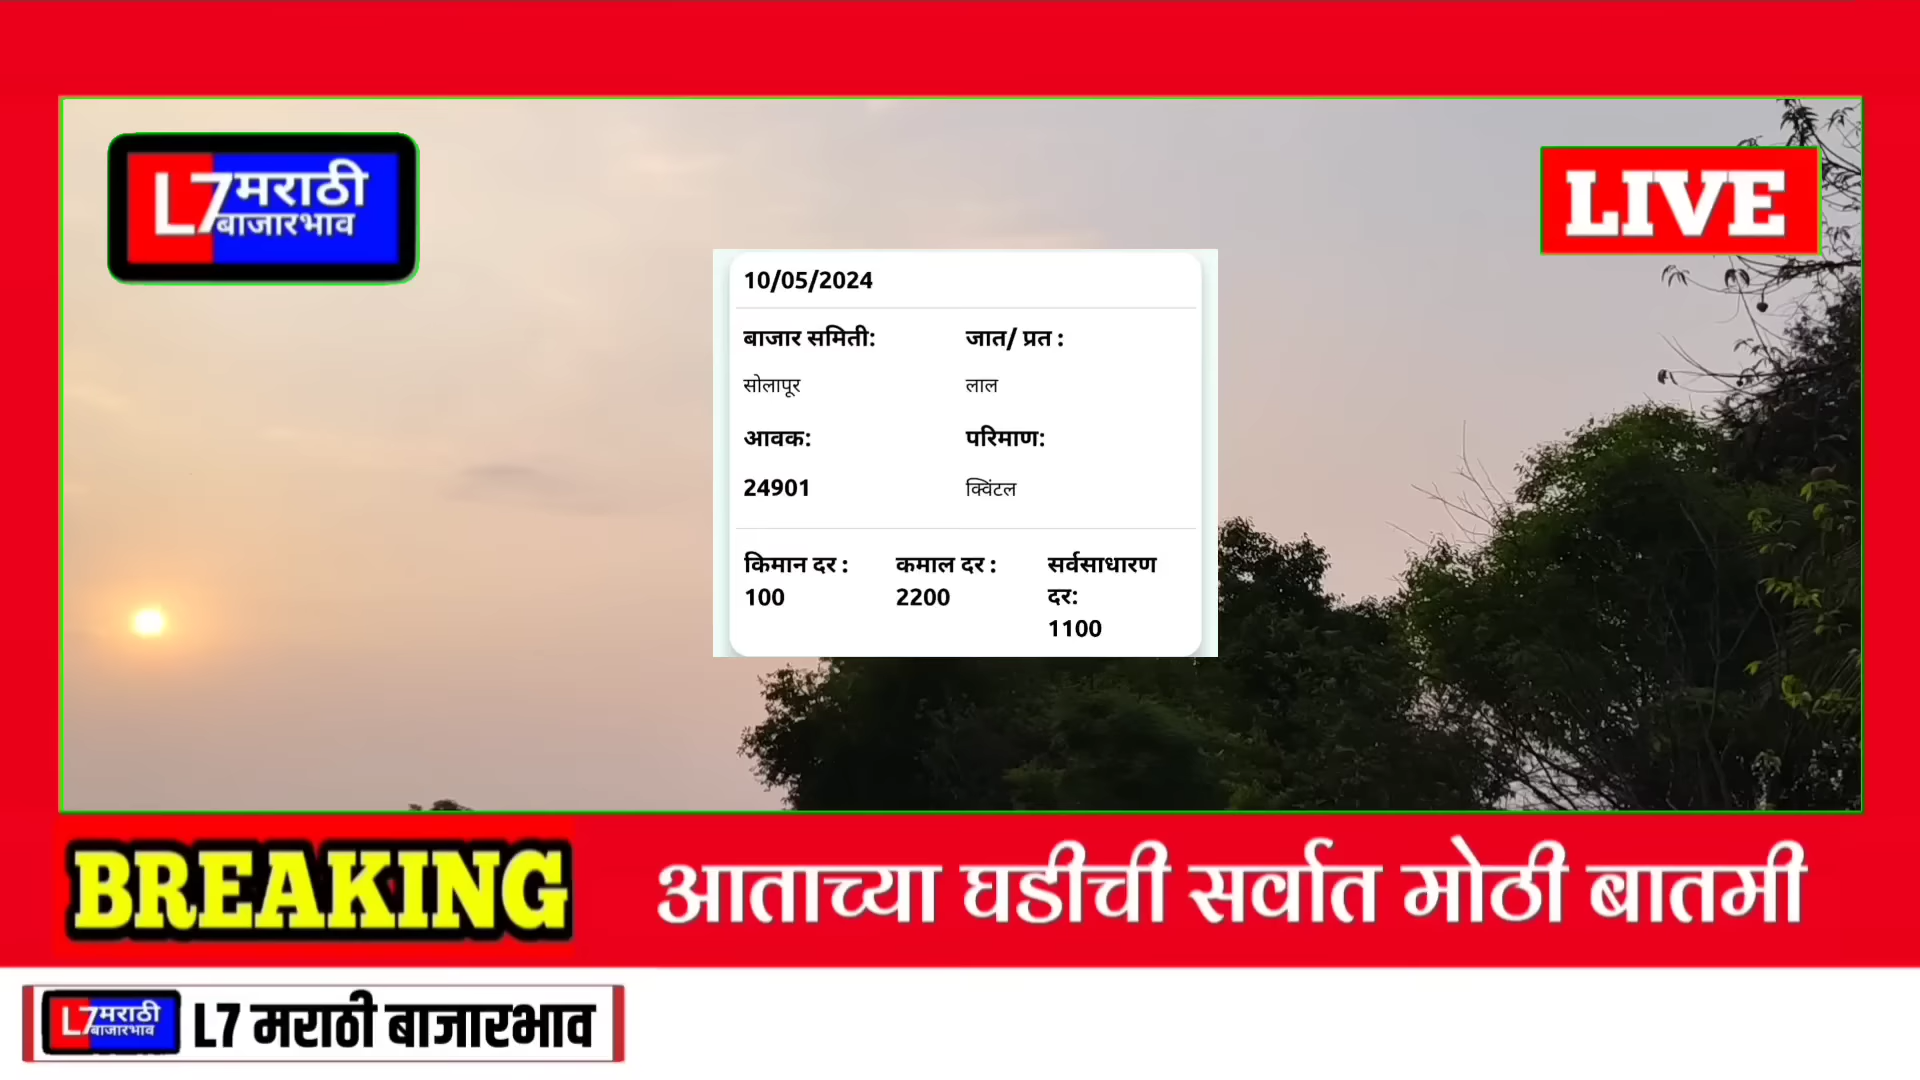 L7मराठी
बाजारभाव
LIVE
10/05/2024
बाजार समिती: जात/ प्रत :
सोलापूर लाल
आवक: परिमाण:
24901 क्विंटल
किमान दर : कमाल दर : सर्वसाधारण दर:
100 2200 1100
BREAKING आताच्या घडीची सर्वात मोठी बातमी
L7मराठी
बाजारभाव
L7 मराठी बाजारभाव